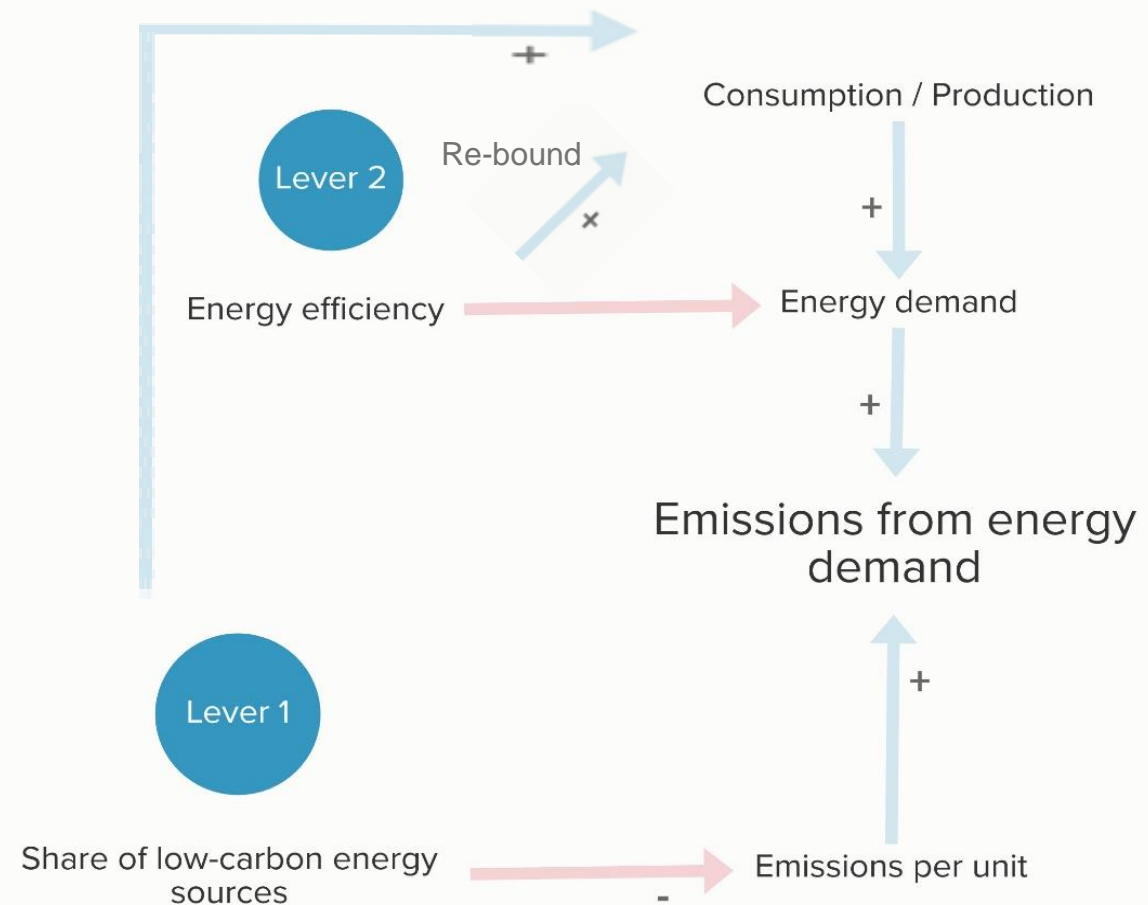 +
Consumption / Production
Re-bound
Lever 2
×
+
Energy efficiency
Energy demand
+
Emissions from energy
demand
+
Lever 1
Share of low-carbon energy
sources
-
Emissions per unit